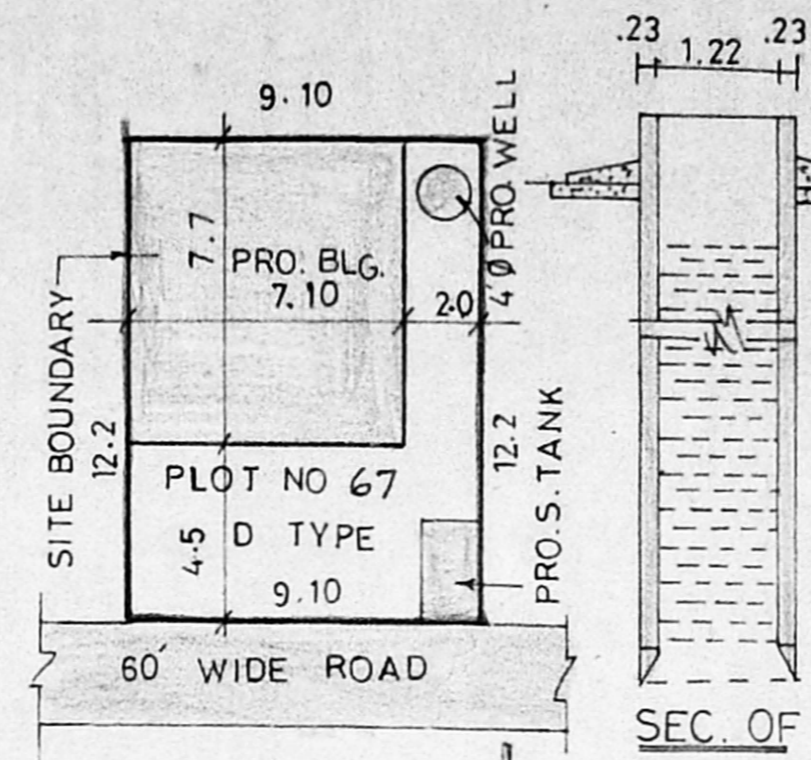 9.10
.23 1.22 .23
4'Ø PRO. WELL
7.7
PRO. BLG.
7.10
2.0
SITE BOUNDARY
12.2
12.2
PRO. S. TANK
PLOT NO 67
4.5
D TYPE
9.10
60' WIDE ROAD
SEC. OF